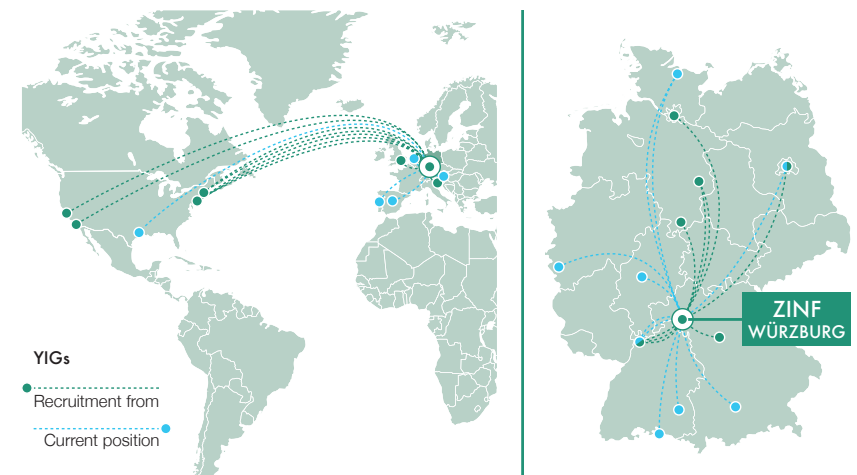 YIGs
Recruitment from
Current position
ZINF
WÜRZBURG